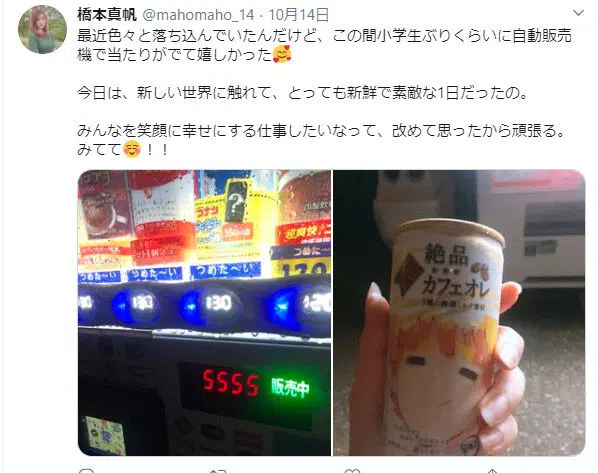 橋本真帆 @mahomaho_14・10月14日
最近色々と落ち込んでいたんだけど、この間小学生ぶりくらいに自動販売
機で当たりがでて嬉しかった🥰
今日は、新しい世界に触れて、とっても新鮮で素敵な1日だったの。
みんなを笑顔に幸せにする仕事したいなって、改めて思ったから頑張る。
みてて☺️！！
?
超爽快!
つめた〜い
つめた〜い
つめた
130
130
120
120
5555 販売中
絶品
カフェオレ